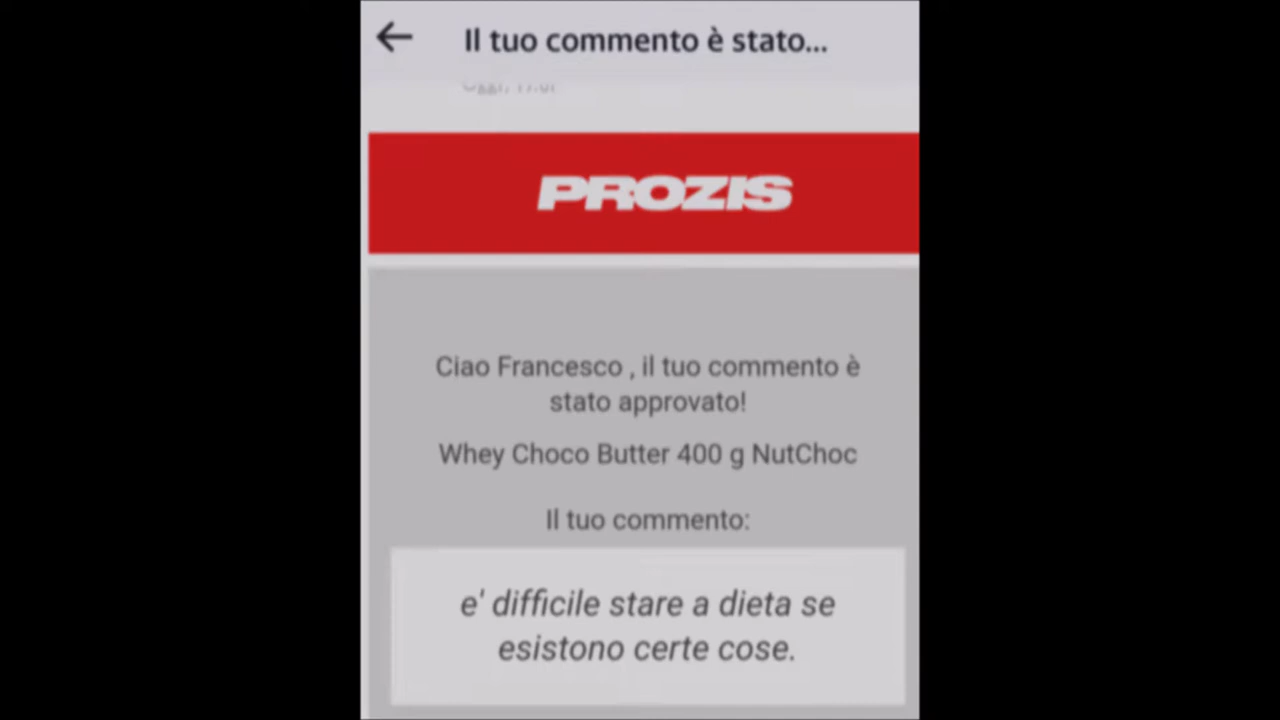 Il tuo commento è stato...
PROZIS
Ciao Francesco , il tuo commento è
stato approvato!
Whey Choco Butter 400 g NutChoc
Il tuo commento:
e' difficile stare a dieta se
esistono certe cose.